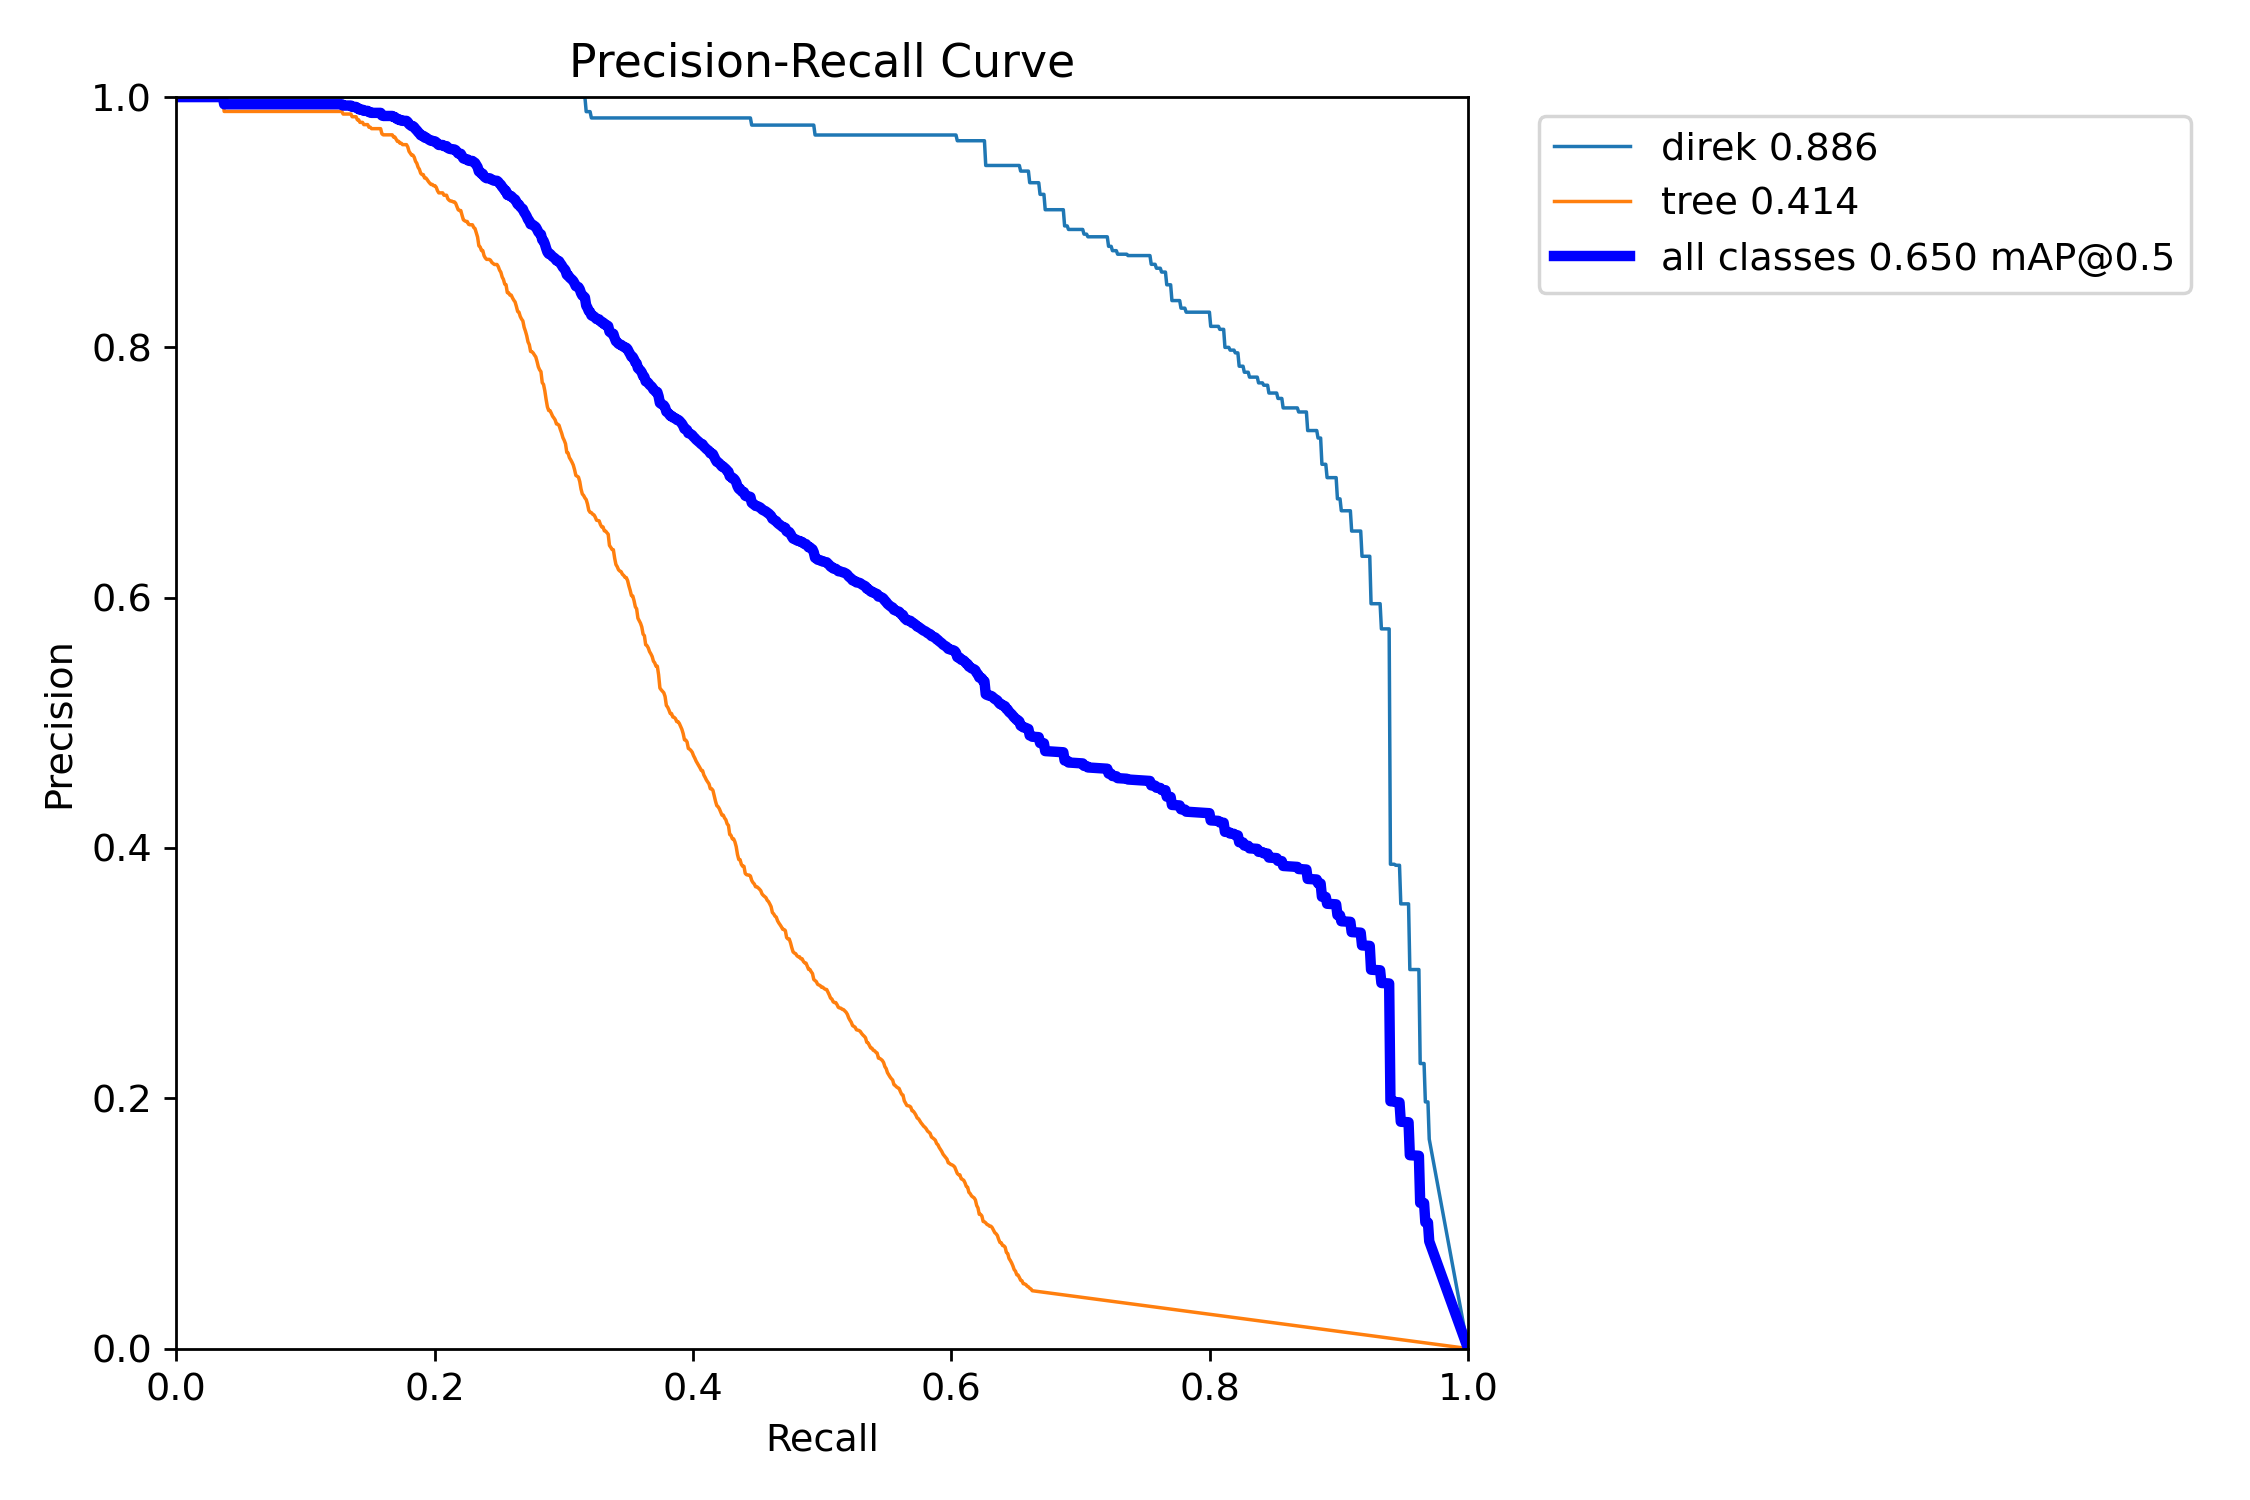 Precision-Recall Curve
direk 0.886
tree 0.414
all classes 0.650 mAP@0.5
1.0
0.8
0.6
0.4
0.2
0.0
Precision
0.0 0.2 0.4 0.6 0.8 1.0
Recall